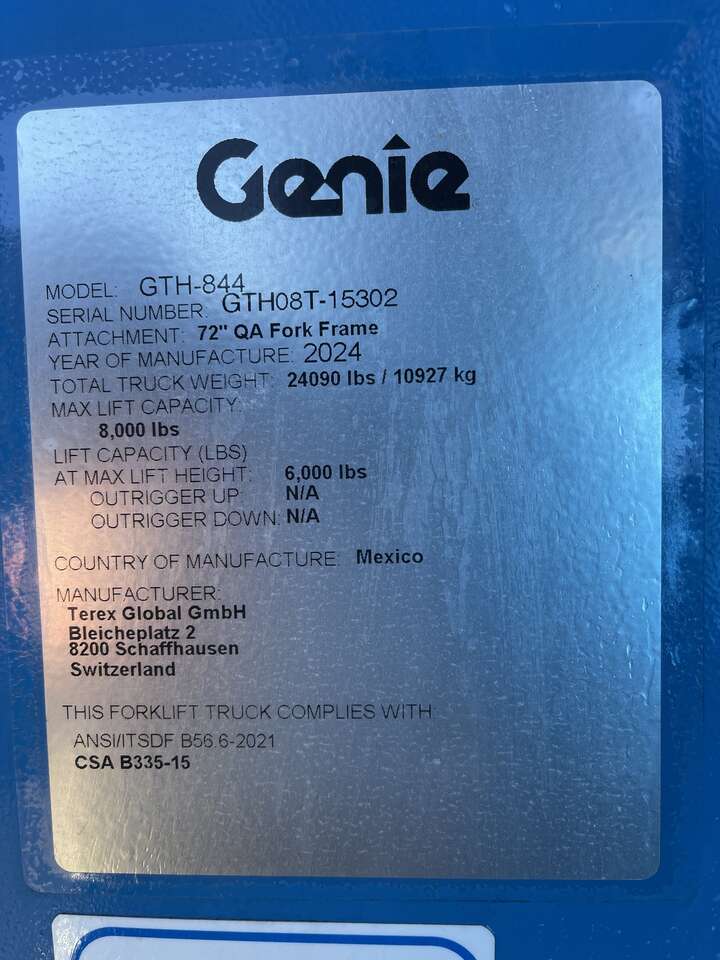 Genie
MODEL: GTH-844
SERIAL NUMBER: GTH08T-15302
ATTACHMENT: 72" QA Fork Frame
YEAR OF MANUFACTURE: 2024
TOTAL TRUCK WEIGHT: 24090 lbs / 10927 kg
MAX LIFT CAPACITY:
8,000 lbs
LIFT CAPACITY (LBS)
AT MAX LIFT HEIGHT: 6,000 lbs
OUTRIGGER UP: N/A
OUTRIGGER DOWN: N/A
COUNTRY OF MANUFACTURE: Mexico
MANUFACTURER:
Terex Global GmbH
Bleicheplatz 2
8200 Schaffhausen
Switzerland
THIS FORKLIFT TRUCK COMPLIES WITH:
ANSI/ITSDF B56.6-2021
CSA B335-15